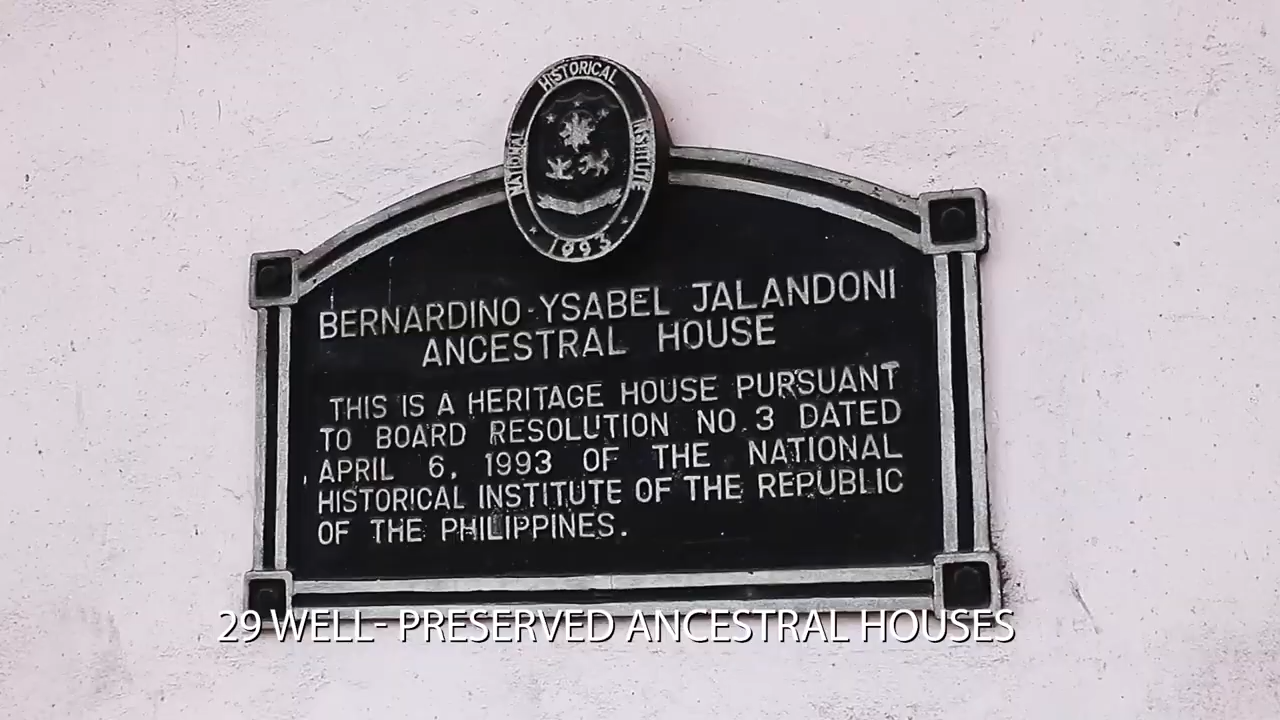 NATIONAL HISTORICAL INSTITUTE
1993
BERNARDINO-YSABEL JALANDONI
ANCESTRAL HOUSE
THIS IS A HERITAGE HOUSE PURSUANT
TO BOARD RESOLUTION NO.3 DATED
APRIL 6, 1993 OF THE NATIONAL
HISTORICAL INSTITUTE OF THE REPUBLIC
OF THE PHILIPPINES.
29 WELL- PRESERVED ANCESTRAL HOUSES